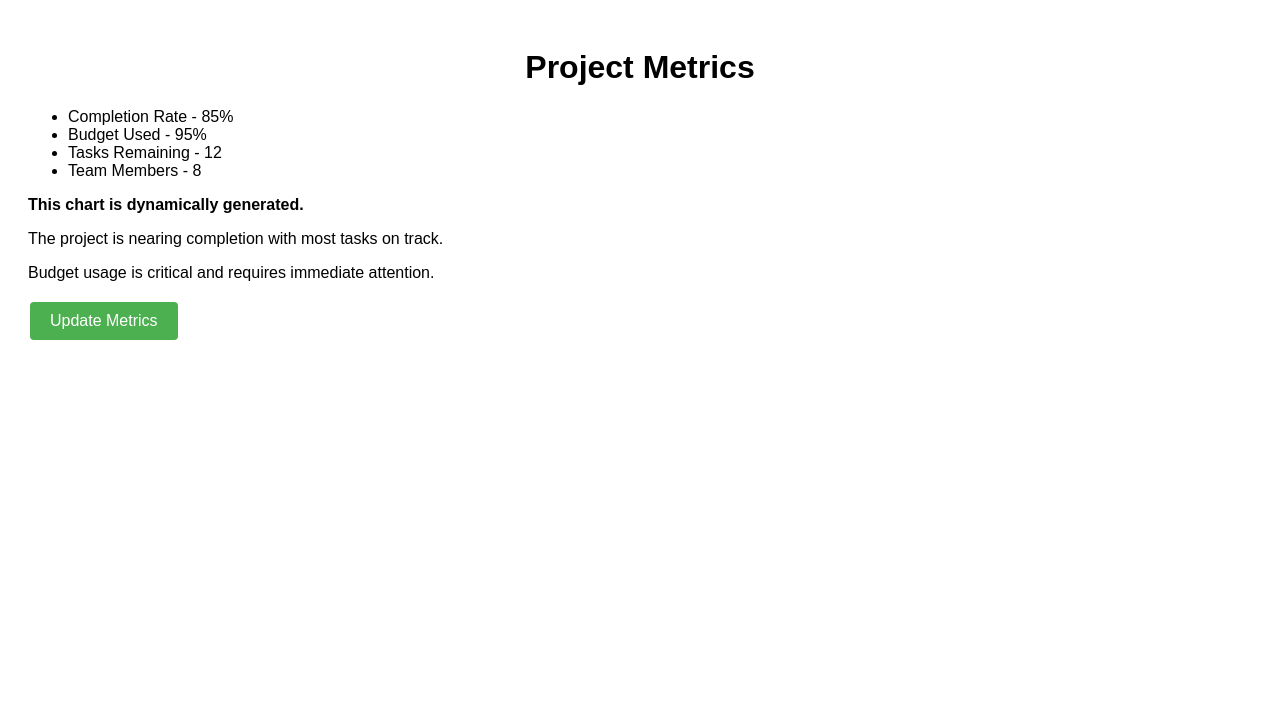 Project Metrics
Completion Rate - 85%
Budget Used - 95%
Tasks Remaining - 12
Team Members - 8
This chart is dynamically generated.
The project is nearing completion with most tasks on track.
Budget usage is critical and requires immediate attention.
Update Metrics